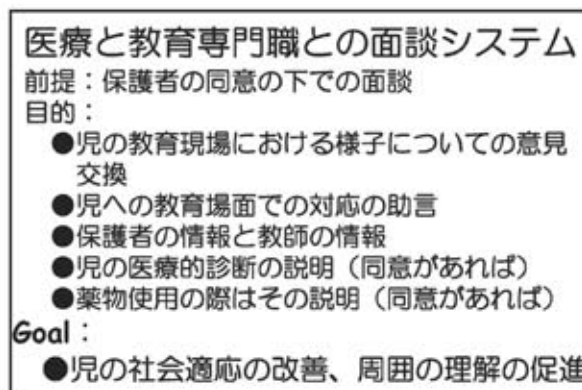 医療と教育専門職との面談システム
前提：保護者の同意の下での面談
目的：
●児の教育現場における様子についての意見
交換
●児への教育場面での対応の助言
●保護者の情報と教師の情報
●児の医療的診断の説明（同意があれば）
●薬物使用の際はその説明（同意があれば）
Goal：
●児の社会適応の改善、周囲の理解の促進